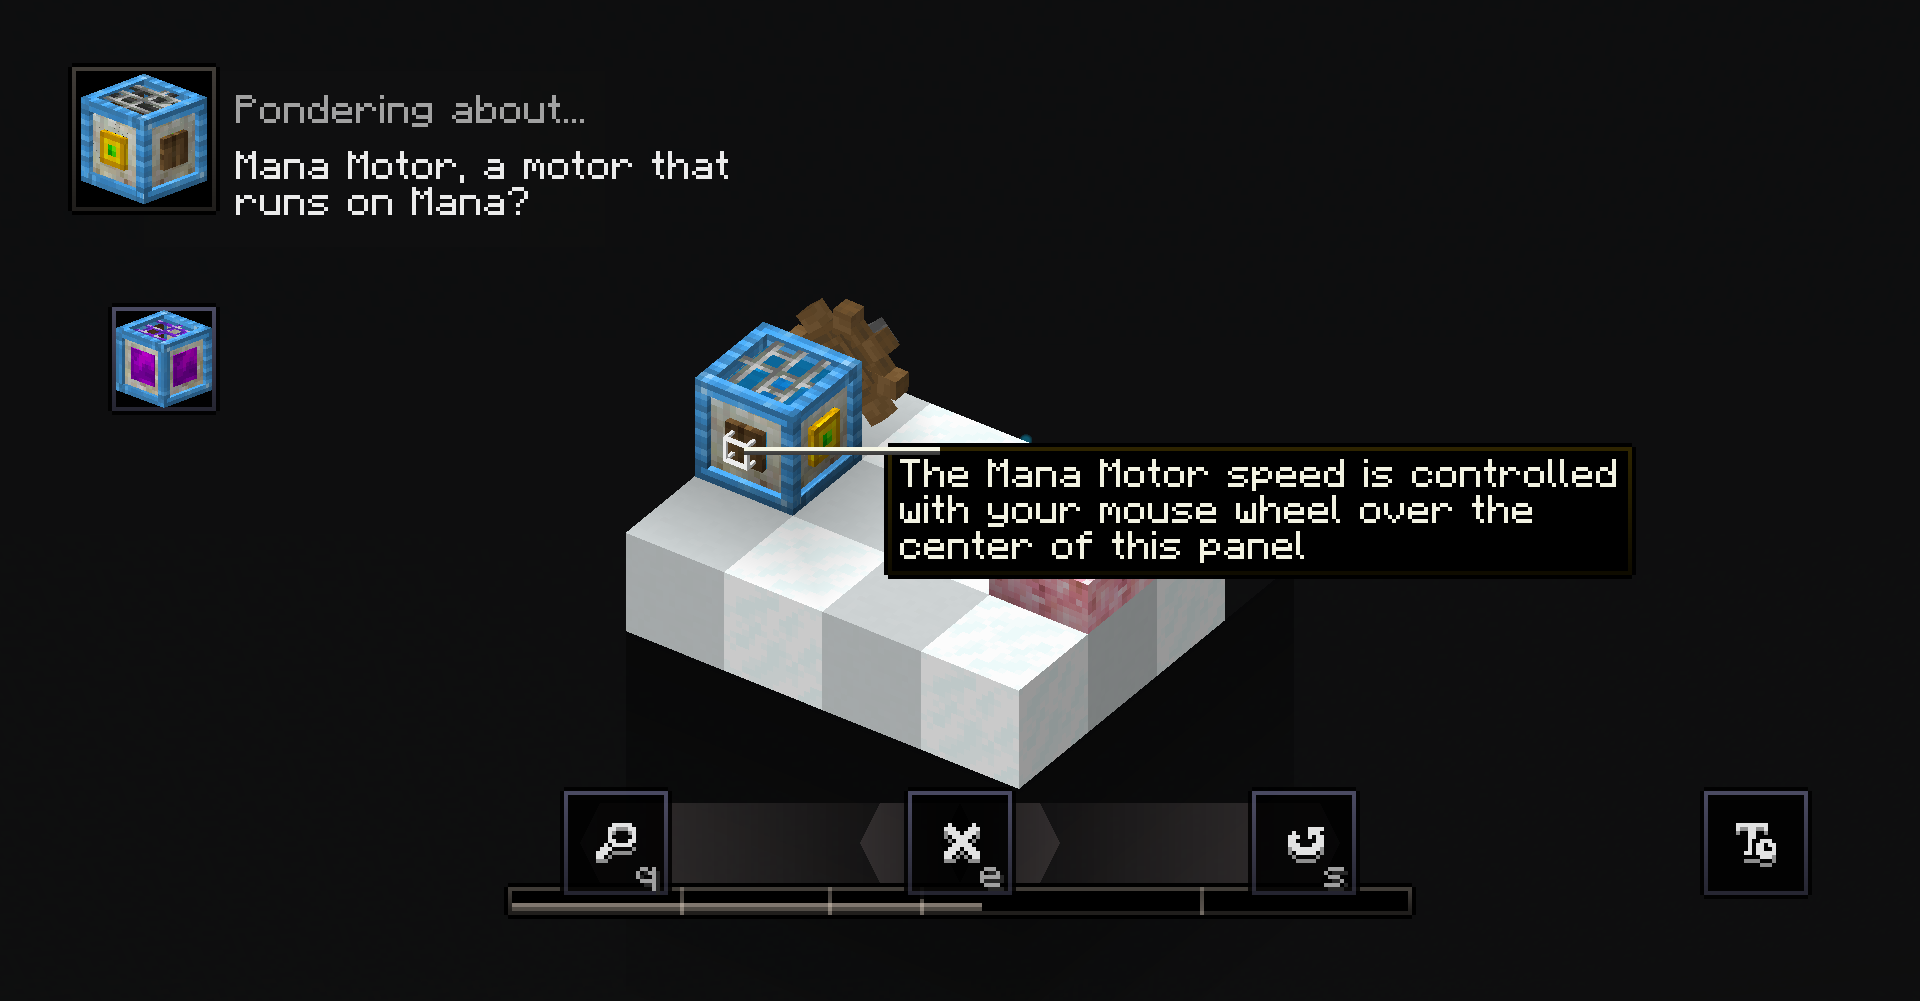 Pondering about...
Mana Motor, a motor that
runs on Mana?
The Mana Motor speed is controlled
with your mouse wheel over the
center of this panel
q
e
s
Tc